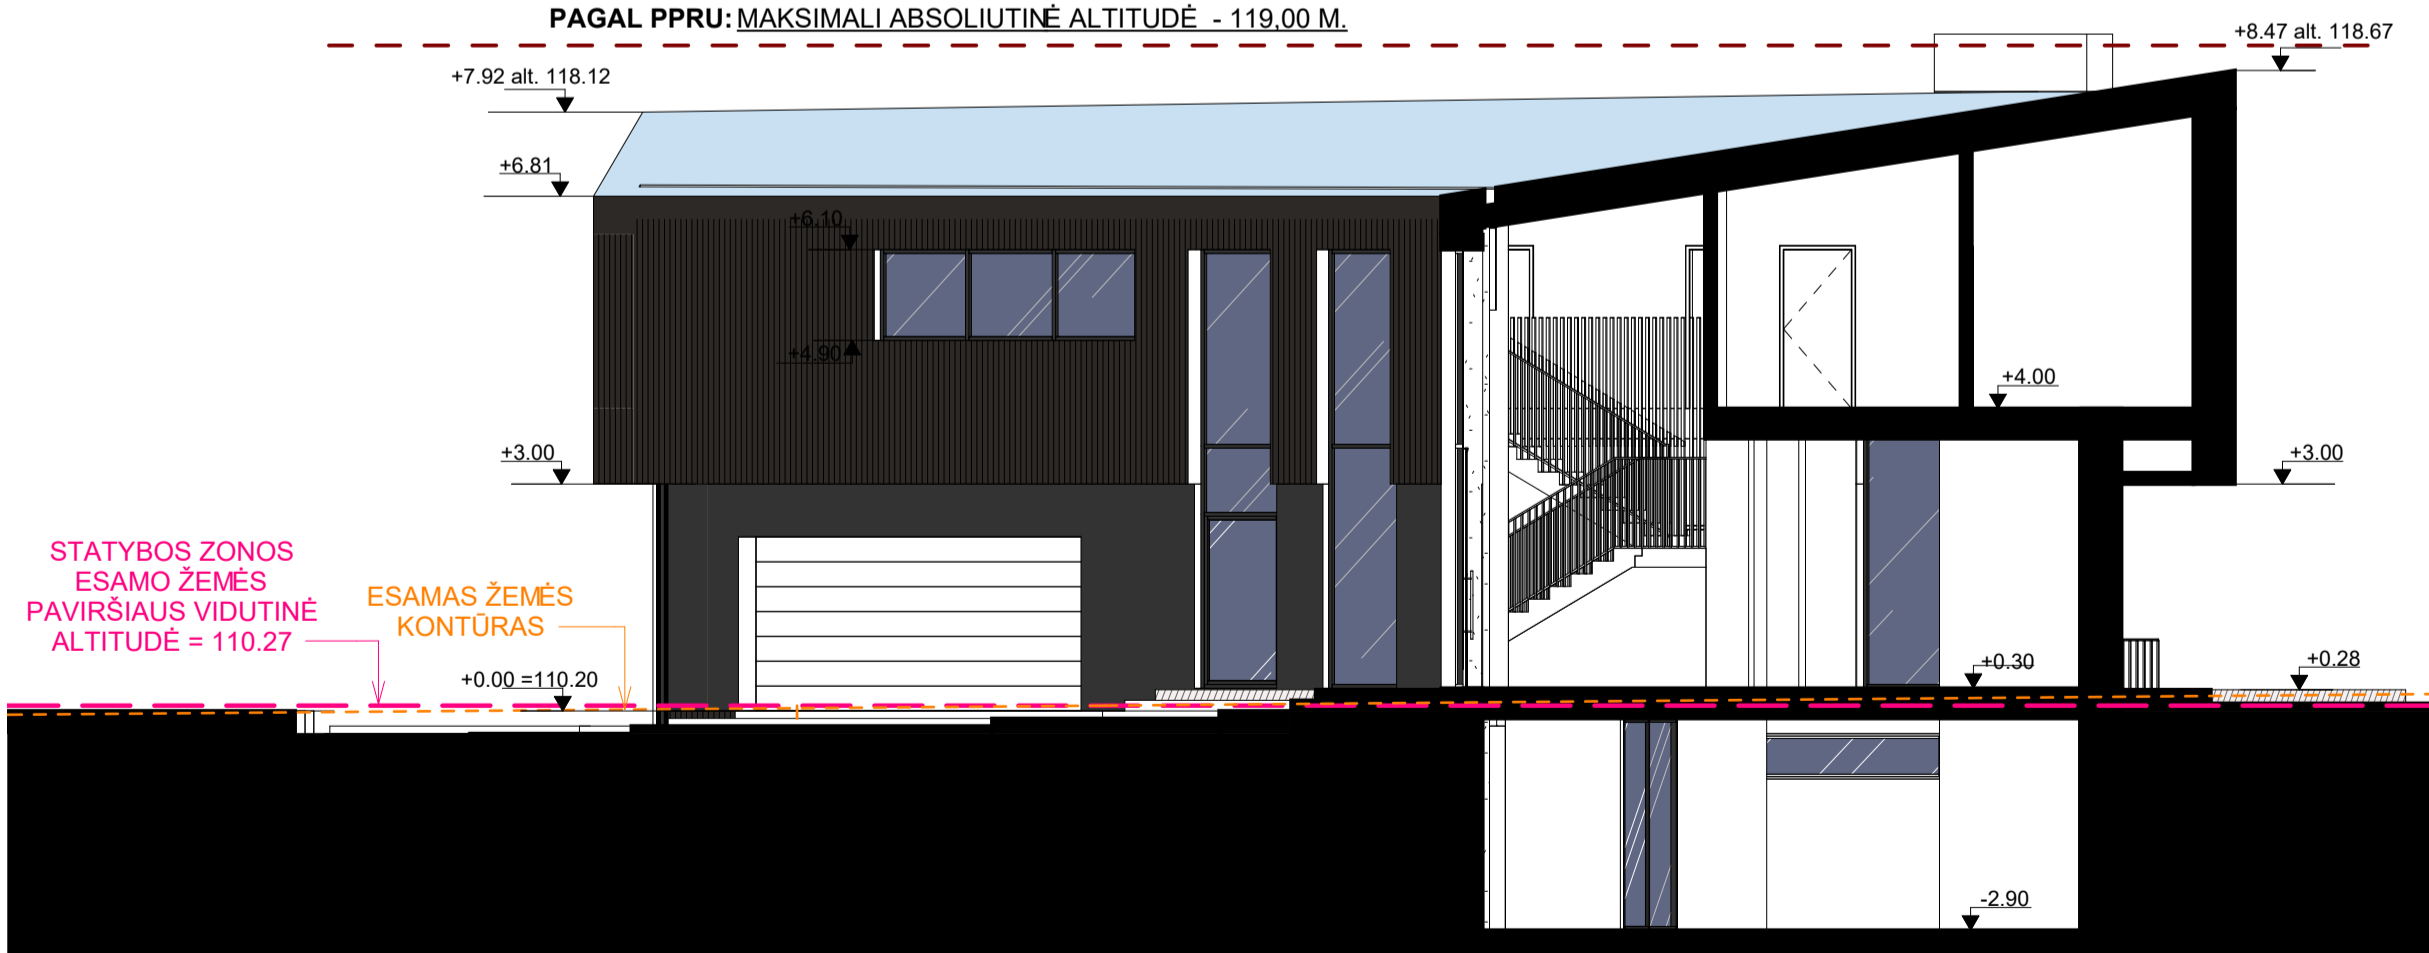 PAGAL PPRU: MAKSIMALI ABSOLIUTINĖ ALTITUDĖ - 119,00 M.
+8.47 alt. 118.67
+7.92 alt. 118.12
+6.81
+6.10
+4.90
+4.00
+3.00
+3.00
STATYBOS ZONOS
ESAMO ŽEMĖS
PAVIRŠIAUS VIDUTINĖ
ALTITUDĖ = 110.27
ESAMAS ŽEMĖS
KONTŪRAS
+0.00 =110.20
+0.30
+0.28
-2.90